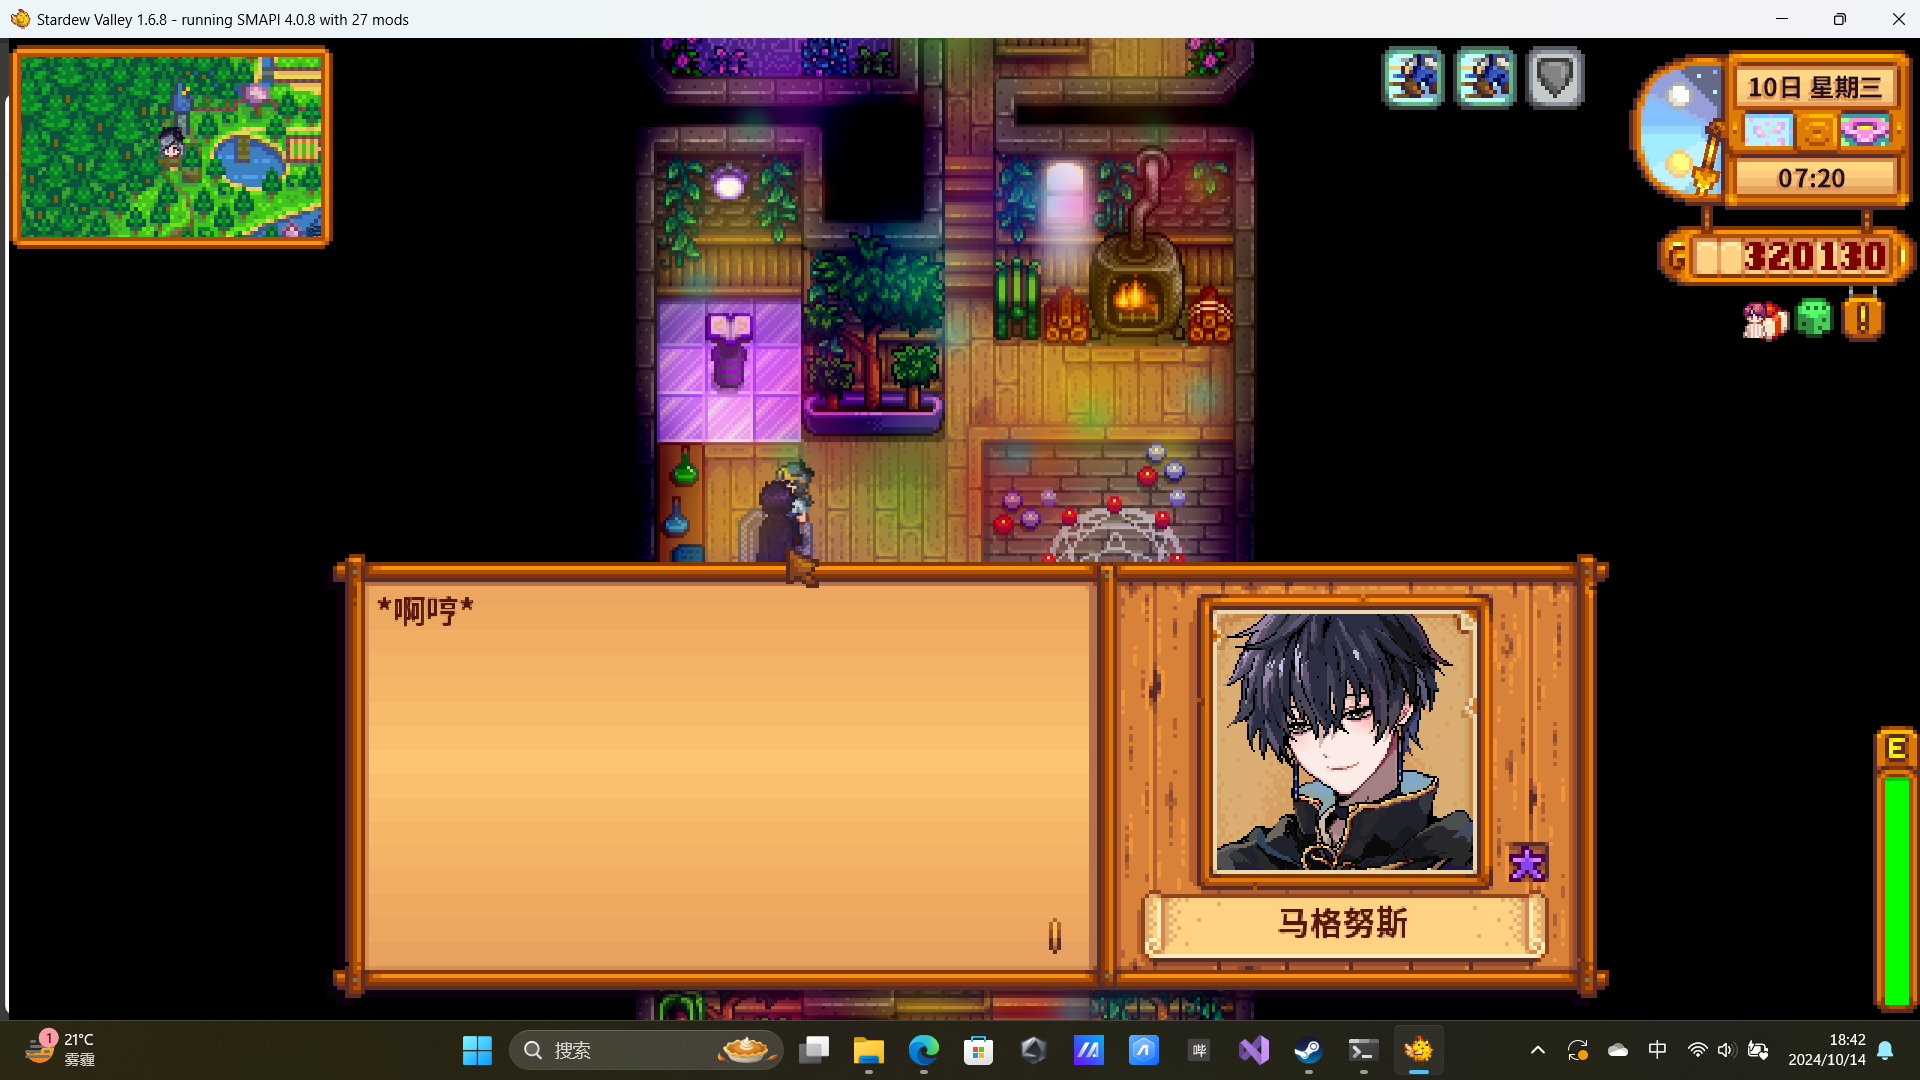 Stardew Valley 1.6.8 - running SMAPI 4.0.8 with 27 mods
10日 星期三
07:20
G 320130
!
*啊哼*
马格努斯
E
1
21°C
雾霾
搜索
哔
中
18:42
2024/10/14